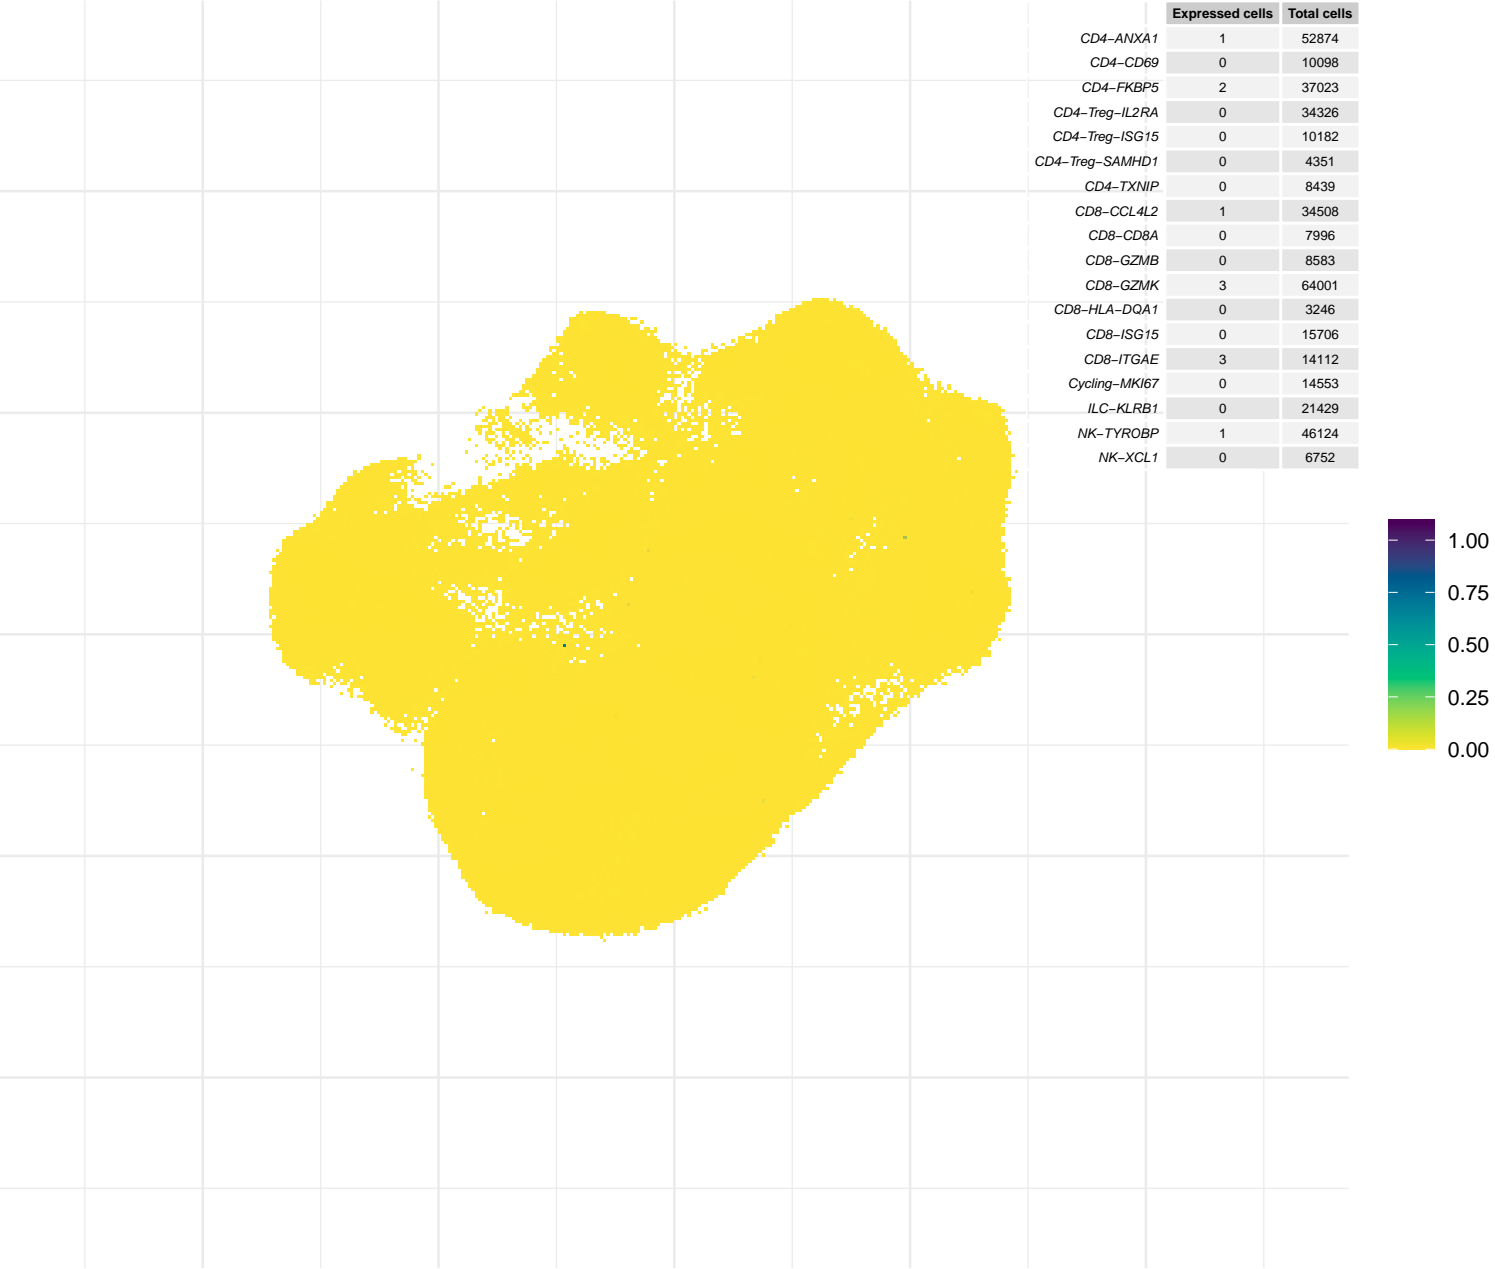 Expressed cells Total cells
CD4−ANXA1 1 52874
CD4−CD69 0 10098
CD4−FKBP5 2 37023
CD4−Treg−IL2RA 0 34326
CD4−Treg−ISG15 0 10182
CD4−Treg−SAMHD1 0 4351
CD4−TXNIP 0 8439
CD8−CCL4L2 1 34508
CD8−CD8A 0 7996
CD8−GZMB 0 8583
CD8−GZMK 3 64001
CD8−HLA−DQA1 0 3246
CD8−ISG15 0 15706
CD8−ITGAE 3 14112
Cycling−MKI67 0 14553
ILC−KLRB1 0 21429
NK−TYROBP 1 46124
NK−XCL1 0 6752
1.00
0.75
0.50
0.25
0.00